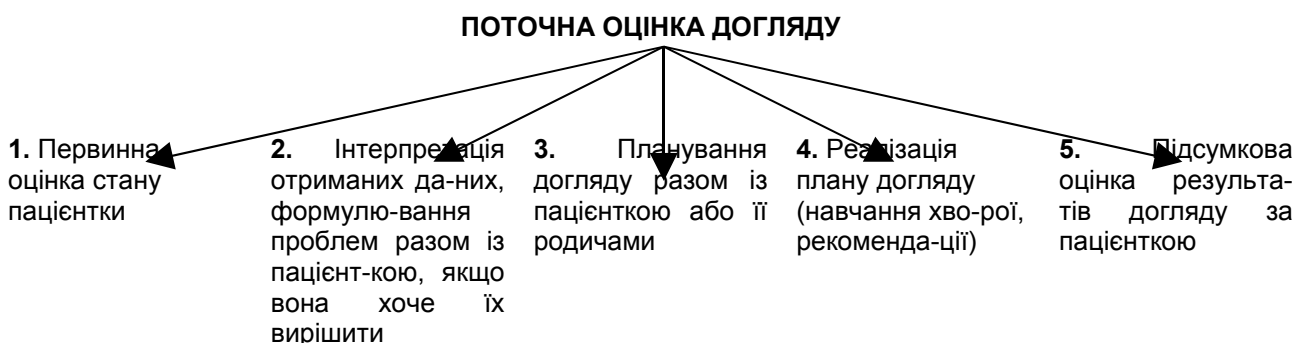 ПОТОЧНА ОЦІНКА ДОГЛЯДУ
1. Первинна
оцінка стану
пацієнтки
2. Інтерпретація
отриманих да-них,
формулю-вання
проблем разом із
пацієнт-кою, якщо
вона хоче їх
вирішити
3. Планування
догляду разом із
пацієнткою або її
родичами
4. Реалізація
плану догляду
(навчання хво-рої,
рекоменда-ції)
5. Підсумкова
оцінка результа-
тів догляду за
пацієнткою